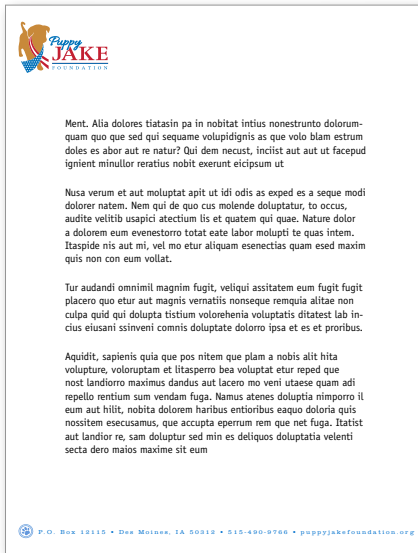 Puppy
JAKE
FOUNDATION
Ment. Alia dolores tiatasin pa in nobitat intius nonestrunto dolorum-
quam quo que sed qui sequame volupidignis as que volo blam estrum
doles es abor aut re natur? Qui dem necust, inciist aut aut ut facepud
ignient minullor reratius nobit exerunt eicipsum ut
Nusa verum et aut moluptat apit ut idi odis as exped es a seque modi
dolorer natem. Nem qui de quo cus molende doluptatur, to occus,
audite velitib usapici atectium lis et quatem qui quae. Nature dolor
a dolorem eum evenestorro totat eate labor molupti te quas intem.
Itaspide nis aut mi, vel mo etur aliquam esenectias quam esed maxim
quis non con eum vollat.
Tur audandi omnimil magnim fugit, veliqui assitatem eum fugit fugit
placero quo etur aut magnis vernatiis nonseque remquia alitae non
culpa quid qui dolupta tistium volorehenia voluptatis ditatest lab in-
cius eiusani ssinveni comnis doluptate dolorro ipsa et es et proribus.
Aquidit, sapienis quia que pos nitem que plam a nobis alit hita
volupture, voloruptam et litasperro bea voluptat etur reped que
nost landiorro maximus dandus aut lacero mo veni utaese quam adi
repello rentium sum vendam fuga. Namus atenes doluptia nimporro il
eum aut hilit, nobita dolorem haribus entioribus eaquo doloria quis
nossitem esecusamus, que accupta eperrum rem que net fuga. Itatist
aut landior re, sam doluptur sed min es deliquos doluptatia velenti
secta dero maios maxime sit eum
P.O. Box 12115 • Des Moines, IA 50312 • 515-490-9766 • puppyjakefoundation.org